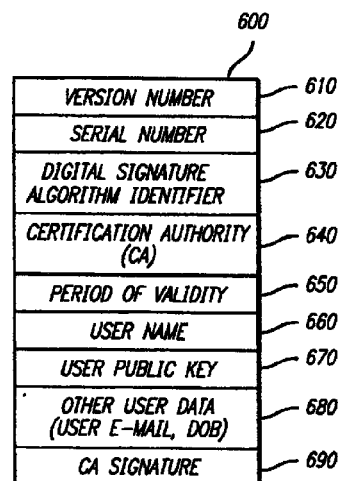 600
VERSION NUMBER 610
SERIAL NUMBER 620
DIGITAL SIGNATURE
ALGORITHM IDENTIFIER 630
CERTIFICATION AUTHORITY
(CA) 640
PERIOD OF VALIDITY 650
USER NAME 660
USER PUBLIC KEY 670
OTHER USER DATA
(USER E-MAIL, DOB) 680
CA SIGNATURE 690